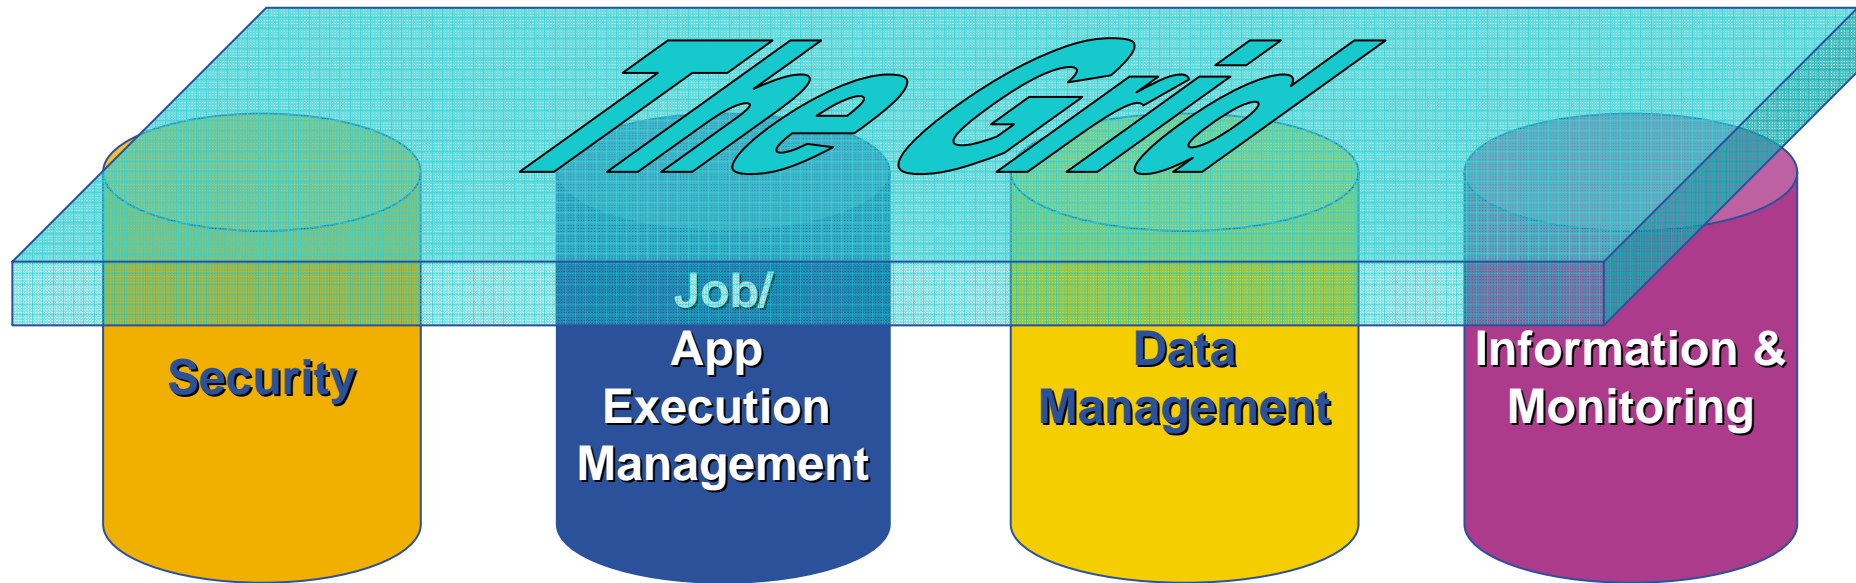 The Grid
Security
Job/
App
Execution
Management
Data
Management
Information &
Monitoring